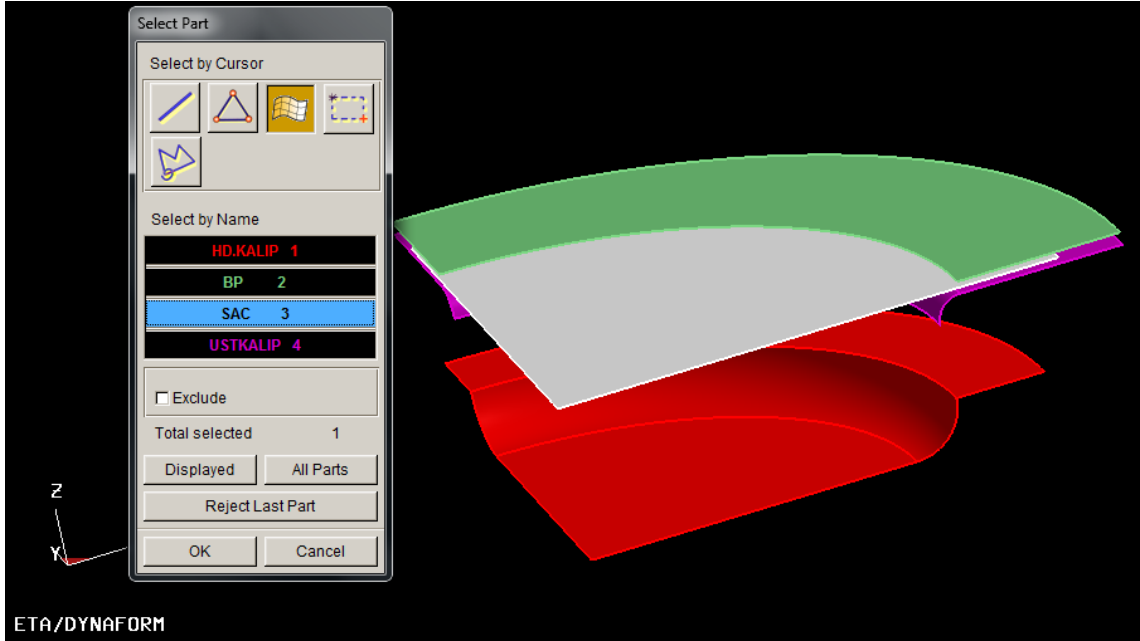 Select Part
Select by Cursor
Select by Name
HD.KALIP 1
BP 2
SAC 3
USTKALIP 4
Exclude
Total selected 1
Displayed All Parts
Reject Last Part
OK Cancel
Z
Y
ETA/DYNAFORM